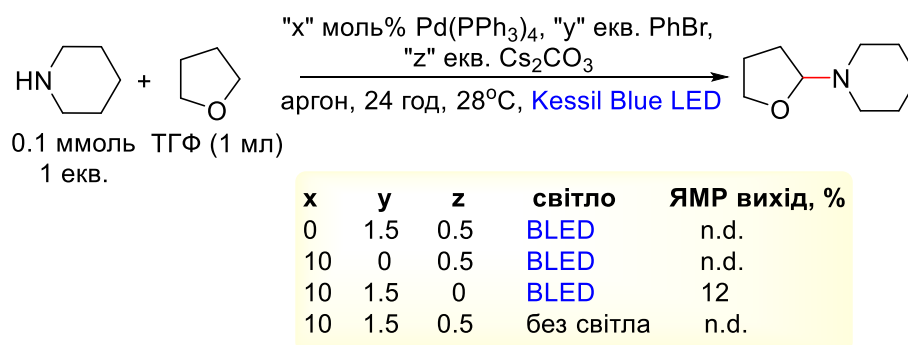 "x" моль% Pd(PPh3)4, "y" екв. PhBr,
"z" екв. Cs2CO3
HN + O
аргон, 24 год, 28°C, Kessil Blue LED
O N
0.1 ммоль ТГФ (1 мл)
1 екв.
x y z світло ЯМР вихід, %
0 1.5 0.5 BLED n.d.
10 0 0.5 BLED n.d.
10 1.5 0 BLED 12
10 1.5 0.5 без світла n.d.